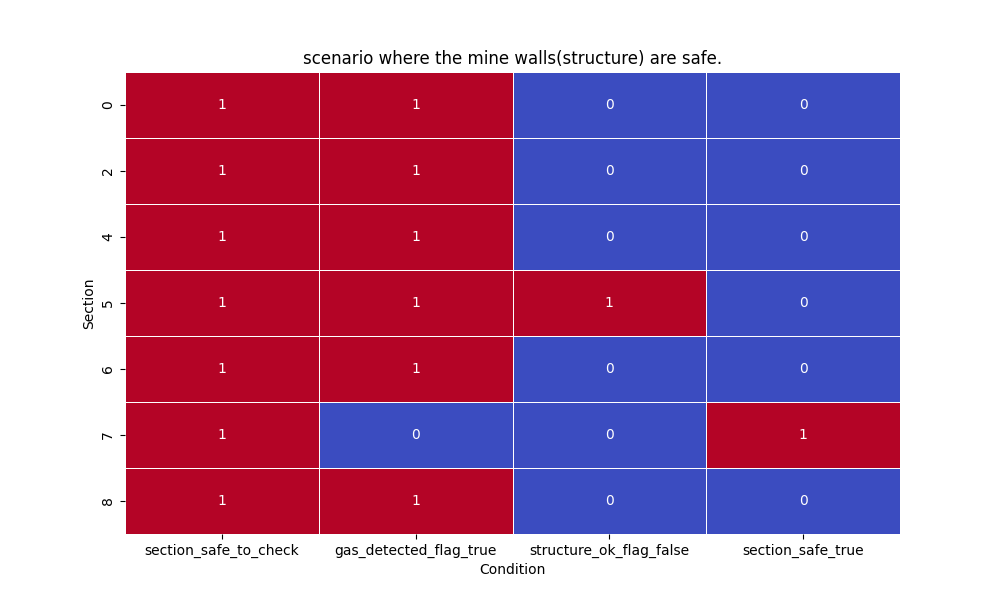 scenario where the mine walls(structure) are safe.
0 1 1 0 0
2 1 1 0 0
4 1 1 0 0
5 1 1 1 0
6 1 1 0 0
7 1 0 0 1
8 1 1 0 0
Section
section_safe_to_check gas_detected_flag_true structure_ok_flag_false section_safe_true
Condition